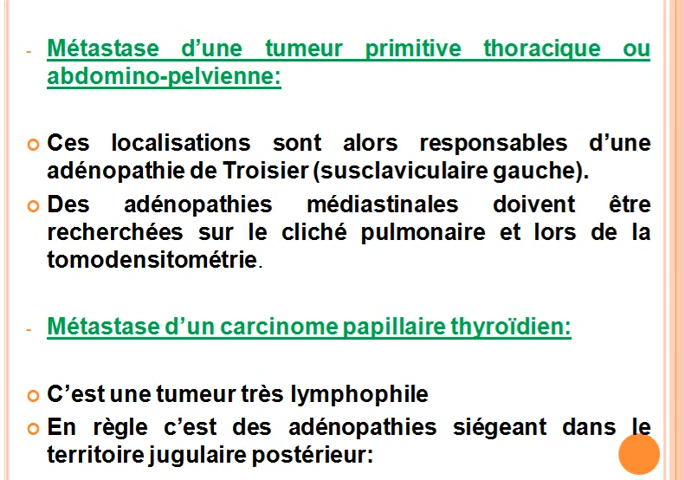 - Métastase d'une tumeur primitive thoracique ou
abdomino-pelvienne:
Ces localisations sont alors responsables d'une
adénopathie de Troisier (susclaviculaire gauche).
Des adénopathies médiastinales doivent être
recherchées sur le cliché pulmonaire et lors de la
tomodensitométrie.
- Métastase d'un carcinome papillaire thyroïdien:
C'est une tumeur très lymphophile
En règle c'est des adénopathies siégeant dans le
territoire jugulaire postérieur: